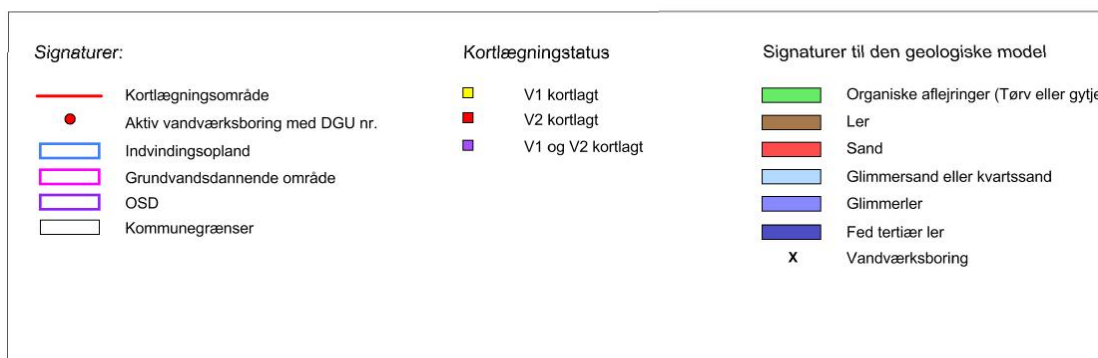 Signaturer:
Kortlægningsområde
Aktiv vandværksboring med DGU nr.
Indvindingsopland
Grundvandsdannende område
OSD
Kommunegrænser
Kortlægningstatus
V1 kortlagt
V2 kortlagt
V1 og V2 kortlagt
Signaturer til den geologiske model
Organiske aflejringer (Tørv eller gytje
Ler
Sand
Glimmersand eller kvartssand
Glimmerler
Fed tertiær ler
X Vandværksboring